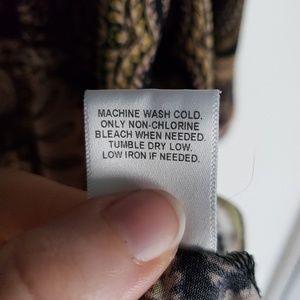 MACHINE WASH COLD.
ONLY NON-CHLORINE
BLEACH WHEN NEEDED.
TUMBLE DRY LOW.
LOW IRON IF NEEDED.